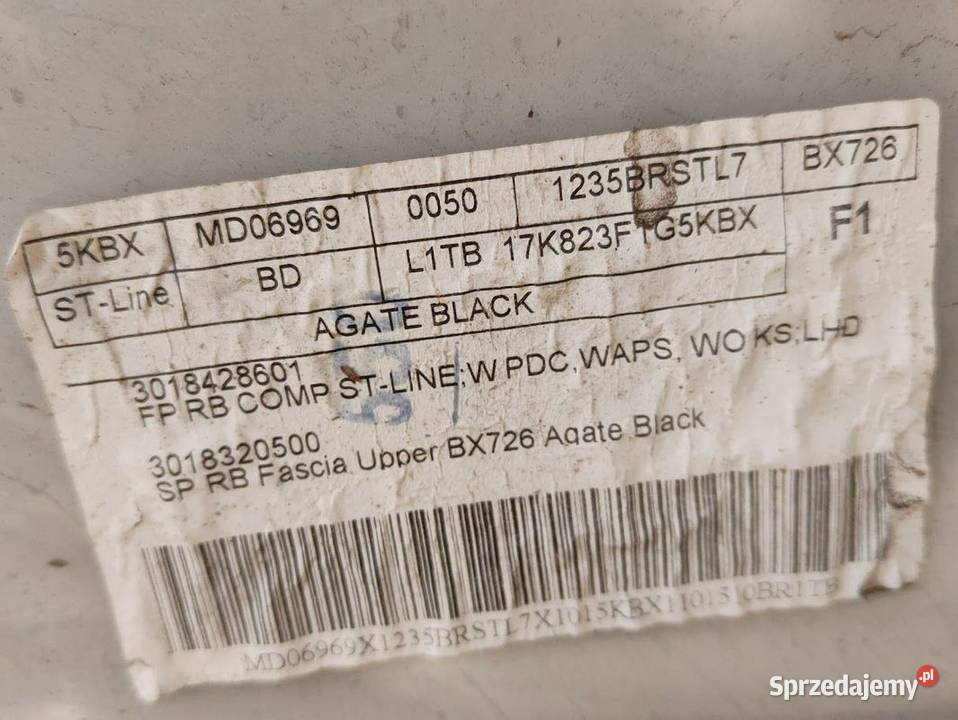 5KBX MD06969 0050 1235BRSTL7 BX726
ST-Line BD L1TB 17K823F1G5KBX F1
AGATE BLACK
3018428601
FP RB COMP ST-LINE;W PDC,WAPS, WO KS;LHD
3018320500
SP RB Fascia Upper BX726 Agate Black
MD06969X1235BRSTL7X1015KBX1101510BR1TB
Sprzedajemy.pl